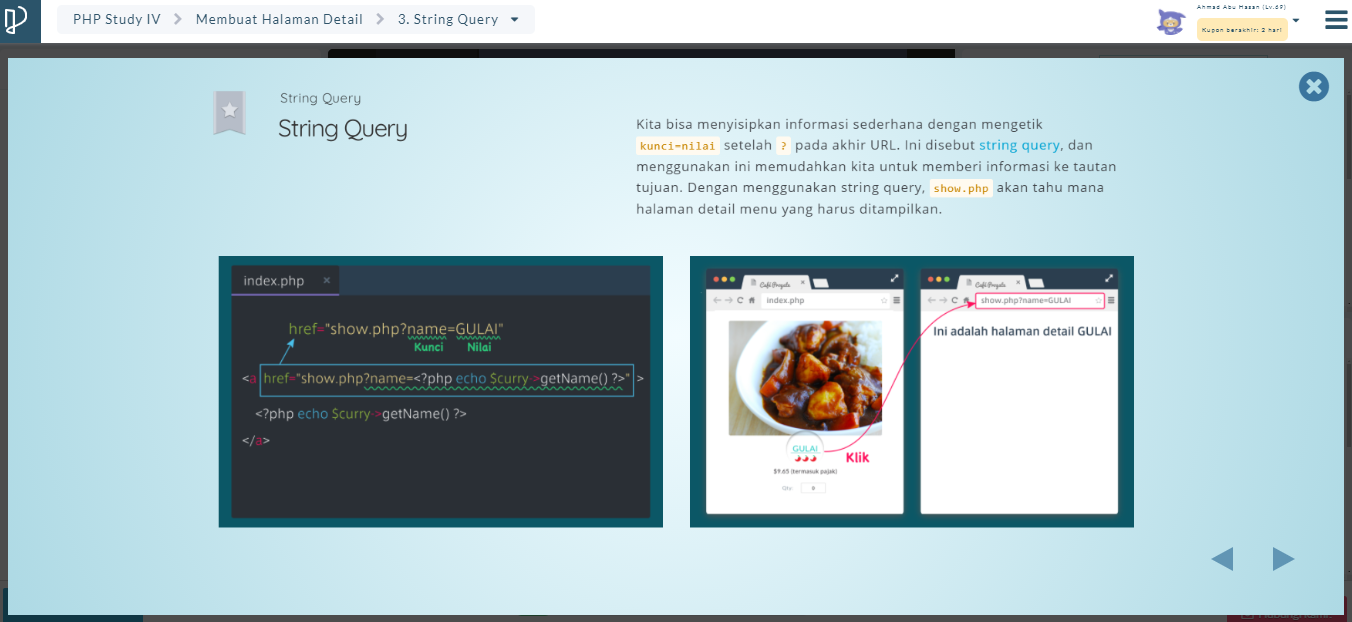 PHP Study IV > Membuat Halaman Detail > 3. String Query
Ahmad Abu Hasan (Lv.69)
Kupon berakhir: 2 hari
String Query
String Query
Kita bisa menyisipkan informasi sederhana dengan mengetik
kunci=nilai setelah ? pada akhir URL. Ini disebut string query, dan
menggunakan ini memudahkan kita untuk memberi informasi ke tautan
tujuan. Dengan menggunakan string query, show.php akan tahu mana
halaman detail menu yang harus ditampilkan.
index.php ×
href="show.php?name=GULAI"
Kunci Nilai
<a href="show.php?name=<?php echo $curry->getName() ?>" >
<?php echo $curry->getName() ?>
</a>
Café Progate ×
index.php
GULAI
Klik
$9.65 (termasuk pajak)
Qty: 0
Café Progate ×
show.php?name=GULAI
Ini adalah halaman detail GULAI